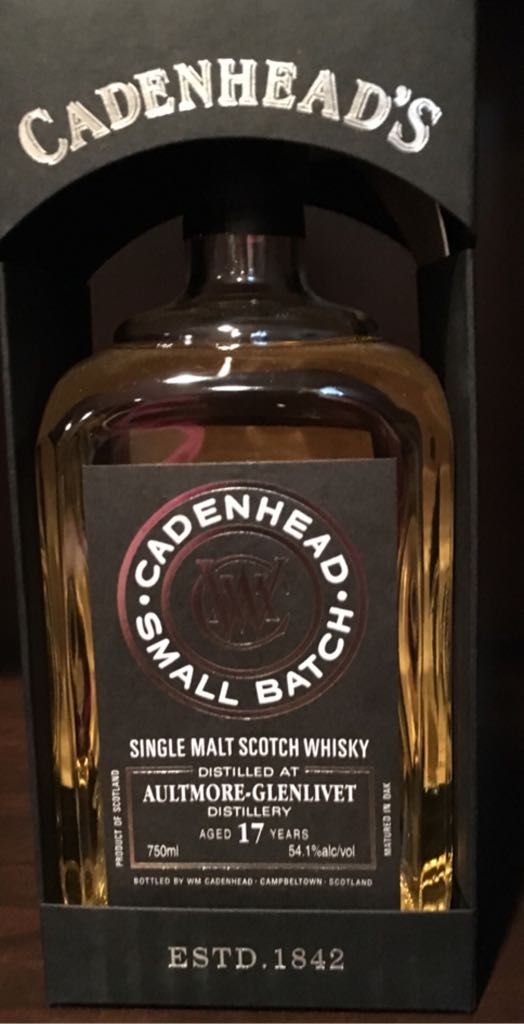 CADENHEAD'S
·CADENHEAD·
SMALL BATCH
WC
SINGLE MALT SCOTCH WHISKY
DISTILLED AT
AULTMORE-GLENLIVET
DISTILLERY
AGED 17 YEARS
750ml 54.1%alc/vol
PRODUCT OF SCOTLAND
MATURED IN OAK
BOTTLED BY WM CADENHEAD · CAMPBELTOWN · SCOTLAND
ESTD.1842